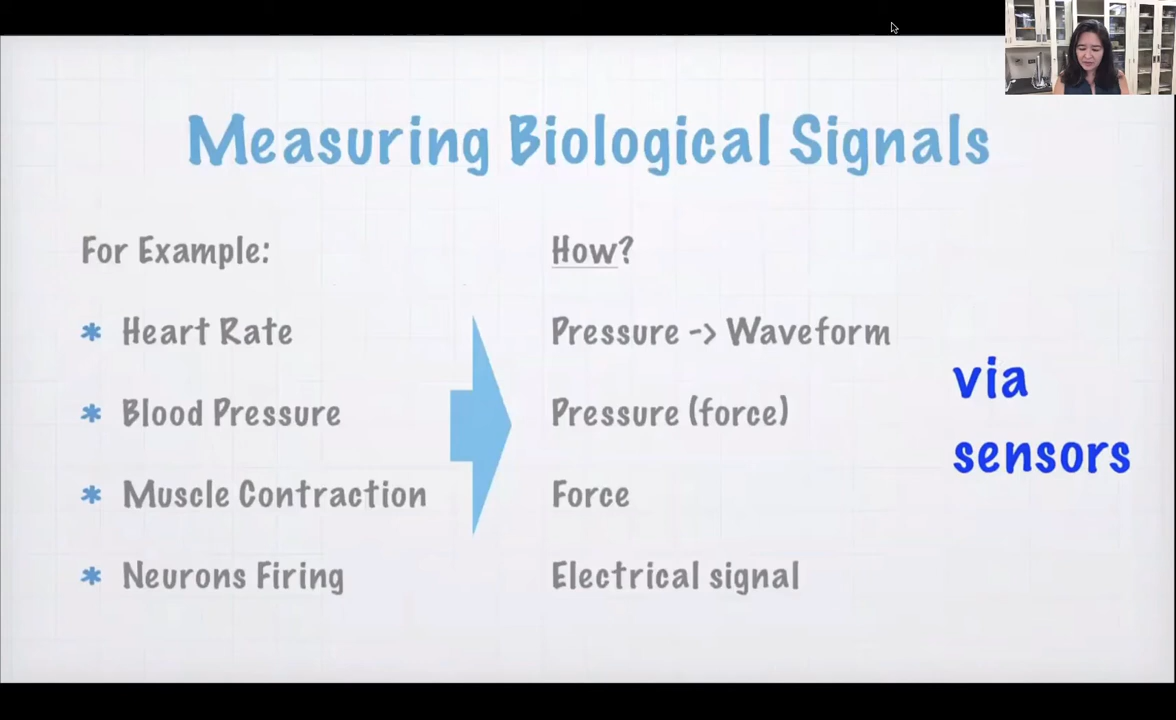 Measuring Biological Signals
For Example:
* Heart Rate
* Blood Pressure
* Muscle Contraction
* Neurons Firing
How?
Pressure -> Waveform
Pressure (force)
Force
Electrical signal
via
sensors